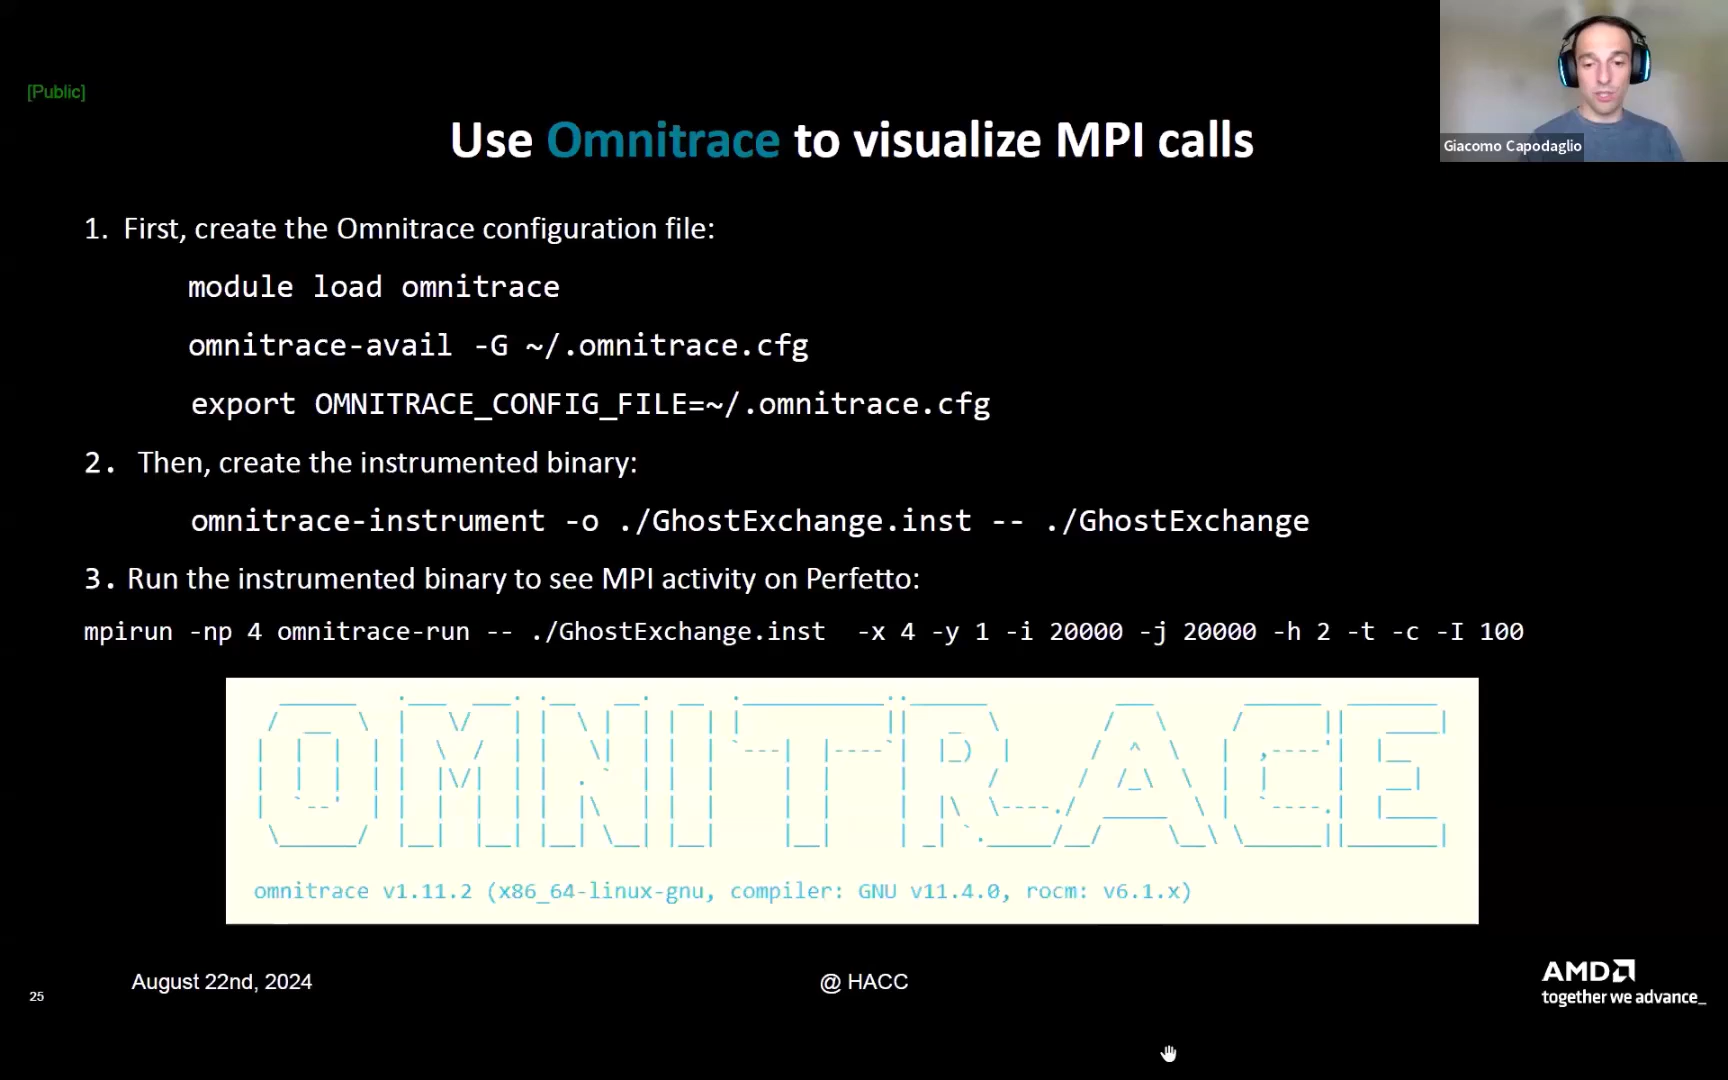 [Public]
Giacomo Capodaglio
Use Omnitrace to visualize MPI calls
1. First, create the Omnitrace configuration file:
module load omnitrace
omnitrace-avail -G ~/.omnitrace.cfg
export OMNITRACE_CONFIG_FILE=~/.omnitrace.cfg
2. Then, create the instrumented binary:
omnitrace-instrument -o ./GhostExchange.inst -- ./GhostExchange
3. Run the instrumented binary to see MPI activity on Perfetto:
mpirun -np 4 omnitrace-run -- ./GhostExchange.inst -x 4 -y 1 -i 20000 -j 20000 -h 2 -t -c -I 100
OMNITRACE
omnitrace v1.11.2 (x86_64-linux-gnu, compiler: GNU v11.4.0, rocm: v6.1.x)
25
August 22nd, 2024
@ HACC
AMD
together we advance_